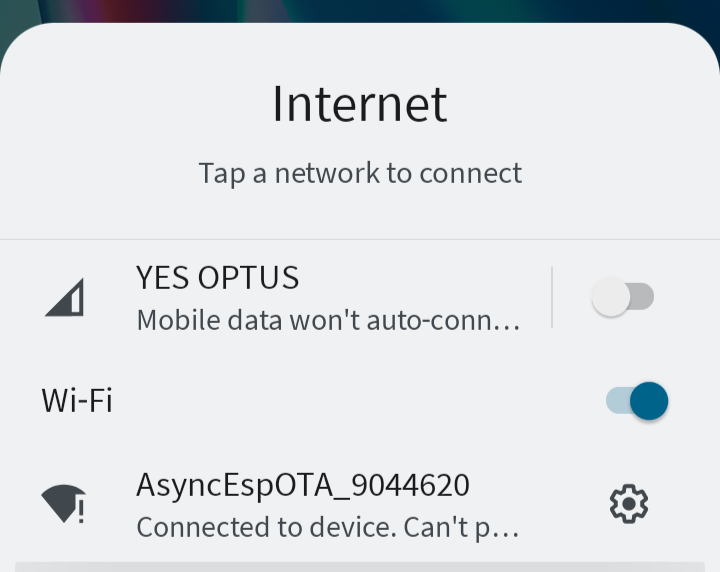 Internet
Tap a network to connect
YES OPTUS
Mobile data won't auto-conn...
Wi-Fi
AsyncEspOTA_9044620
Connected to device. Can't p...